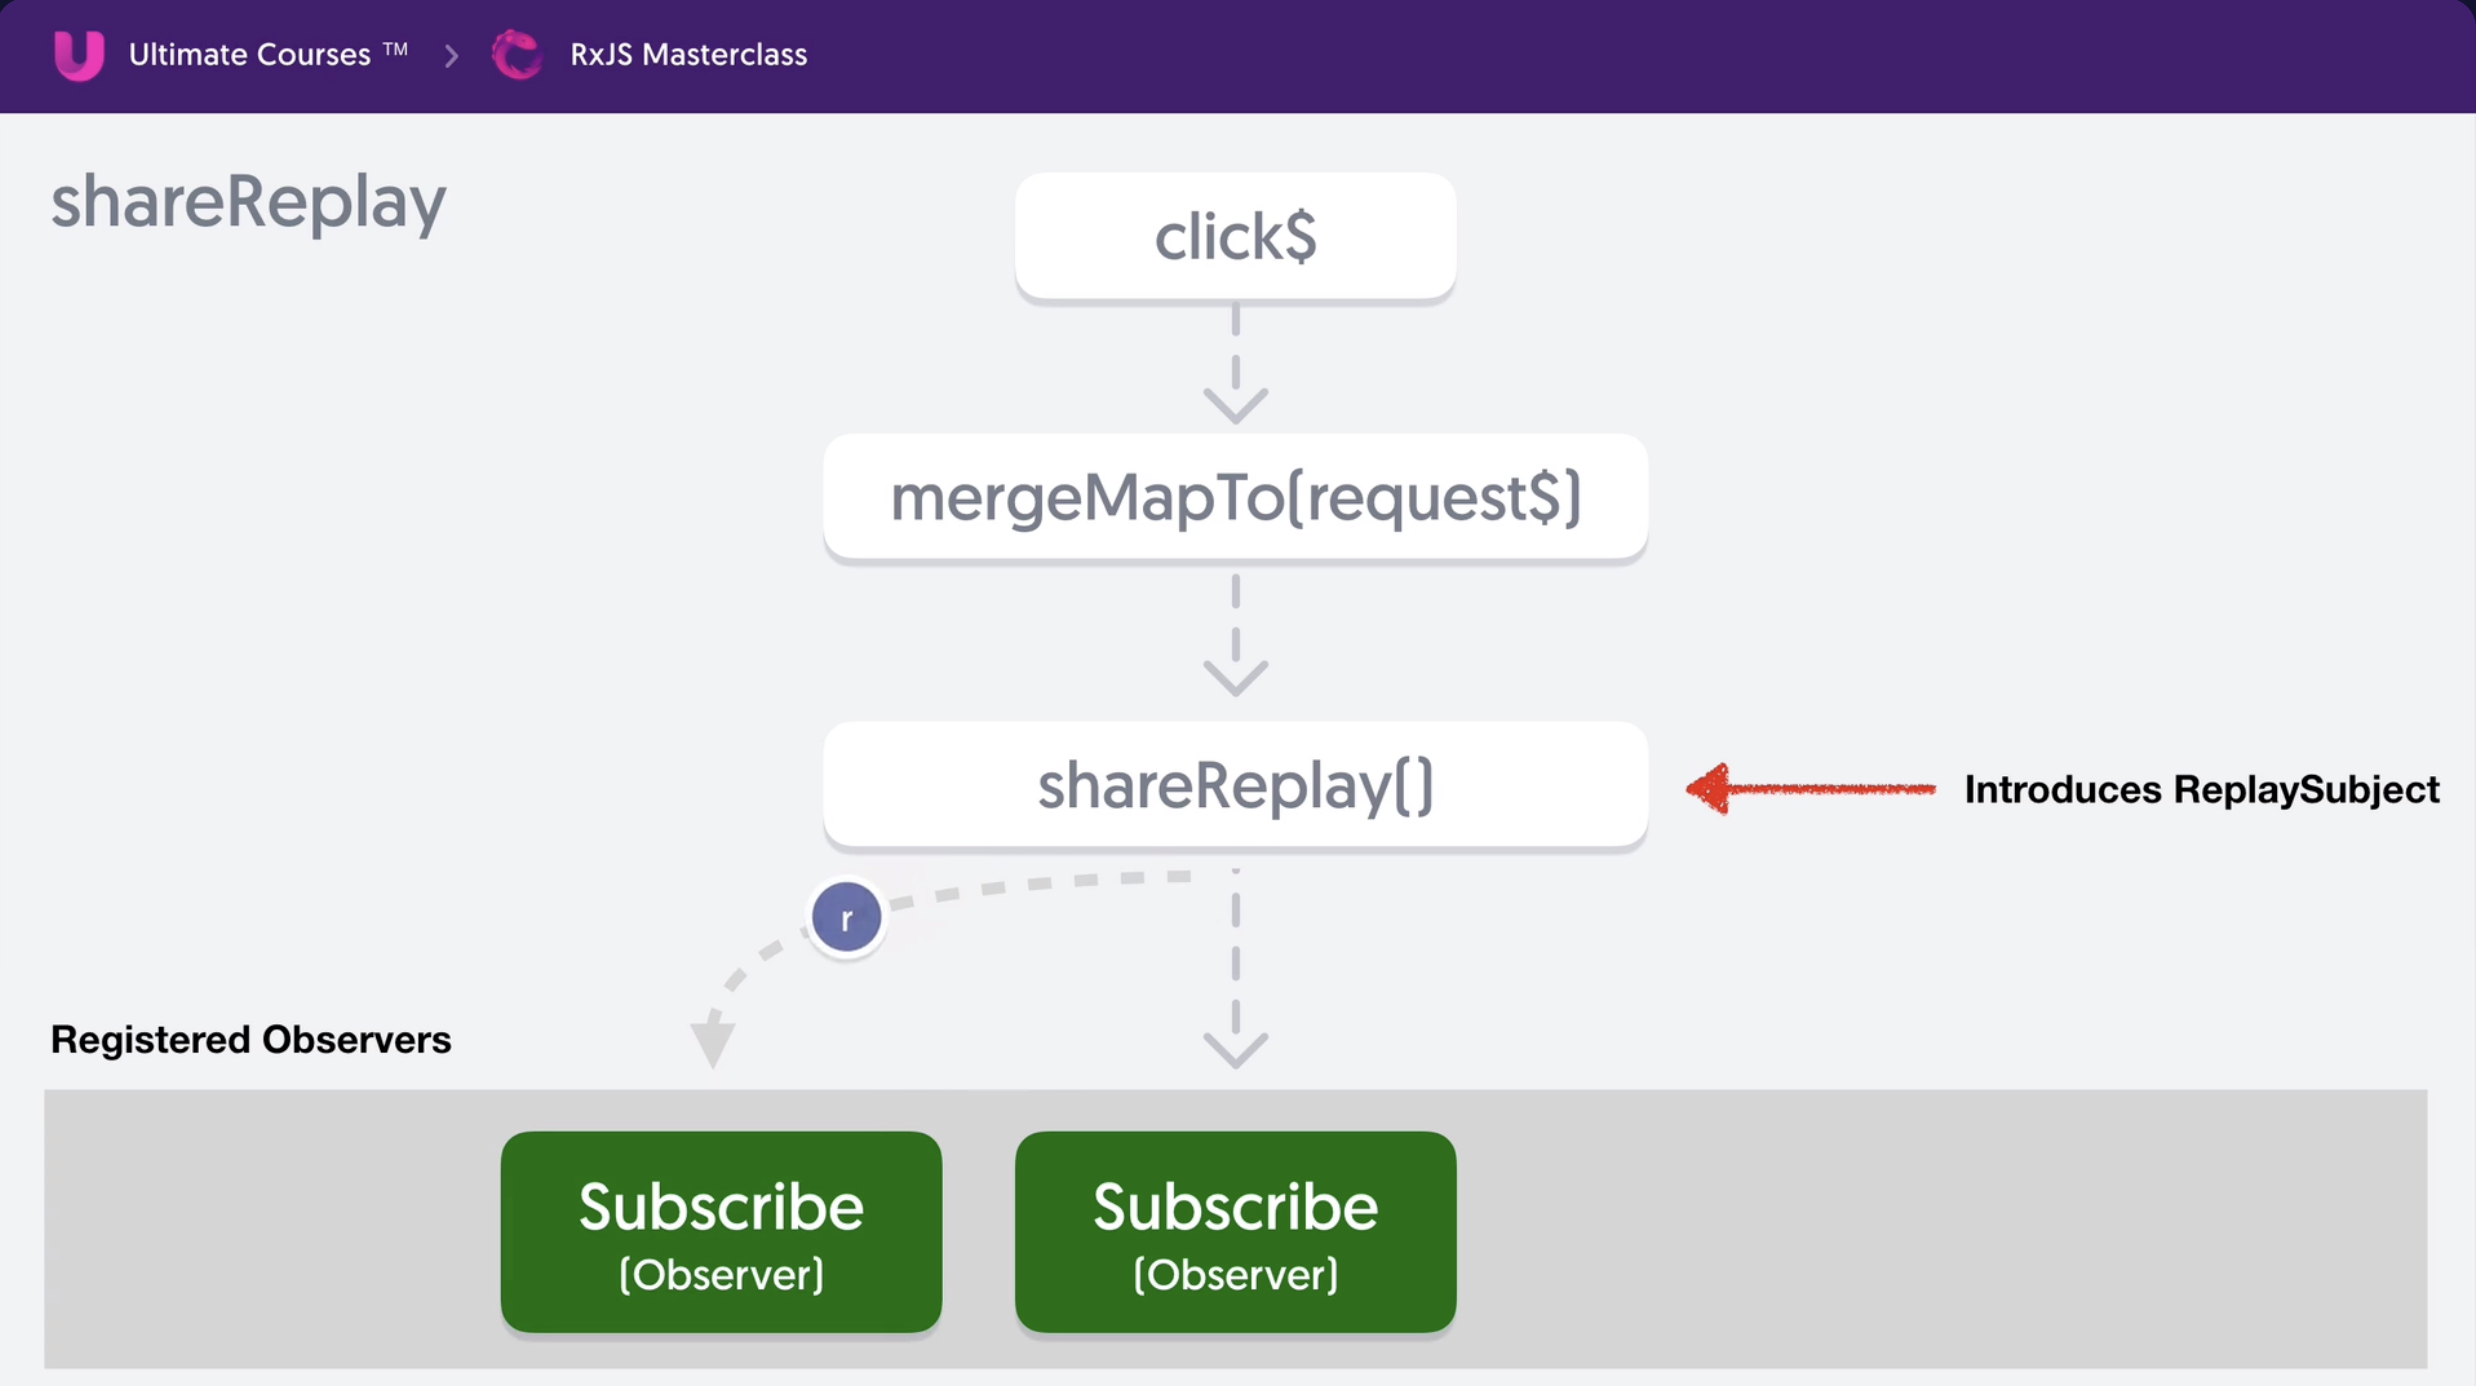 Ultimate Courses ™ > RxJS Masterclass
shareReplay
click$
mergeMapTo(request$)
shareReplay()
Introduces ReplaySubject
r
Registered Observers
Subscribe
(Observer)
Subscribe
(Observer)